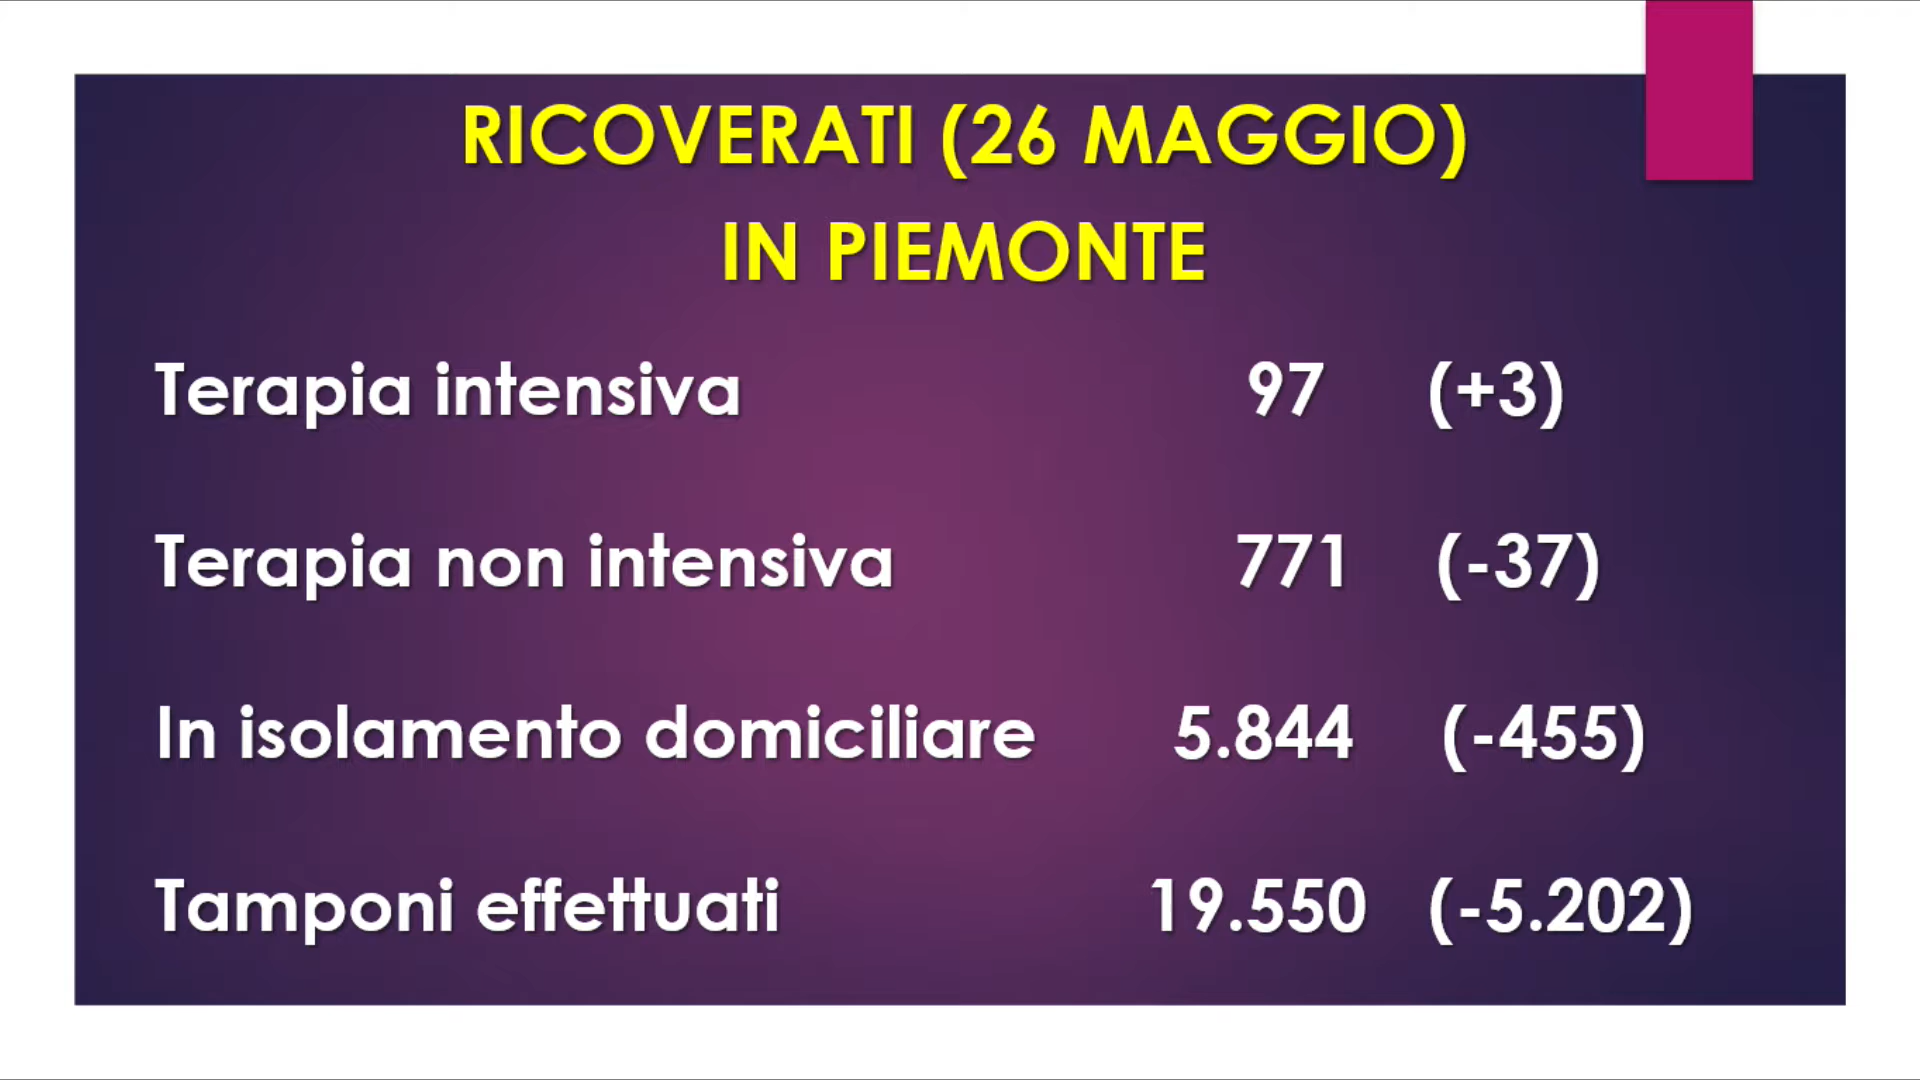 RICOVERATI (26 MAGGIO)
IN PIEMONTE
Terapia intensiva 97 (+3)
Terapia non intensiva 771 (-37)
In isolamento domiciliare 5.844 (-455)
Tamponi effettuati 19.550 (-5.202)